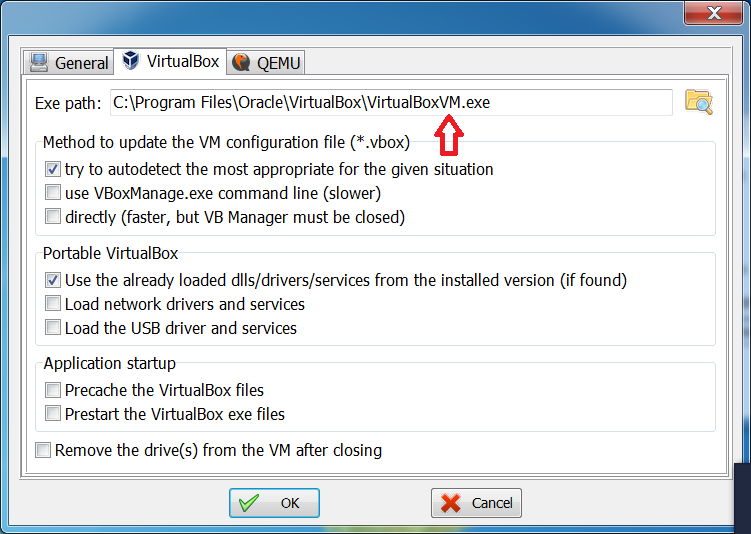 General
VirtualBox
QEMU
Exe path: C:\Program Files\Oracle\VirtualBox\VirtualBoxVM.exe
Method to update the VM configuration file (*.vbox)
try to autodetect the most appropriate for the given situation
use VBoxManage.exe command line (slower)
directly (faster, but VB Manager must be closed)
Portable VirtualBox
Use the already loaded dlls/drivers/services from the installed version (if found)
Load network drivers and services
Load the USB driver and services
Application startup
Precache the VirtualBox files
Prestart the VirtualBox exe files
Remove the drive(s) from the VM after closing
OK
Cancel